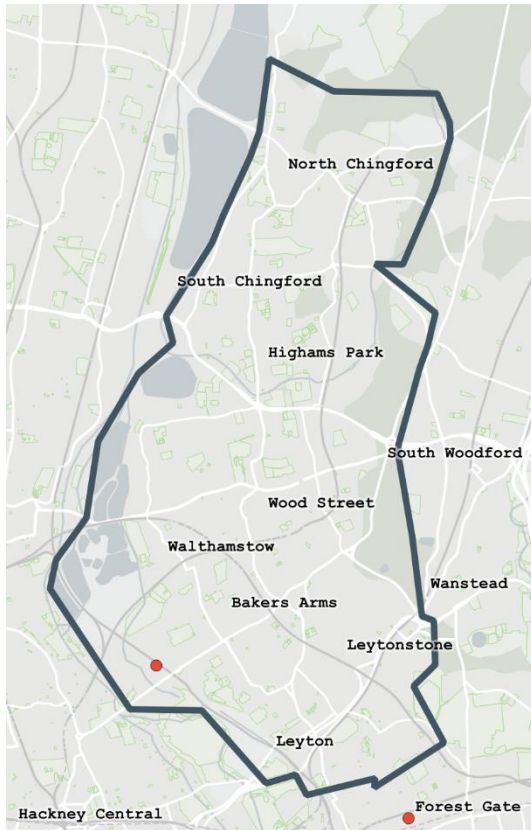 North Chingford
South Chingford
Highams Park
South Woodford
Wood Street
Walthamstow
Wanstead
Bakers Arms
Leytonstone
Leyton
Forest Gate
Hackney Central